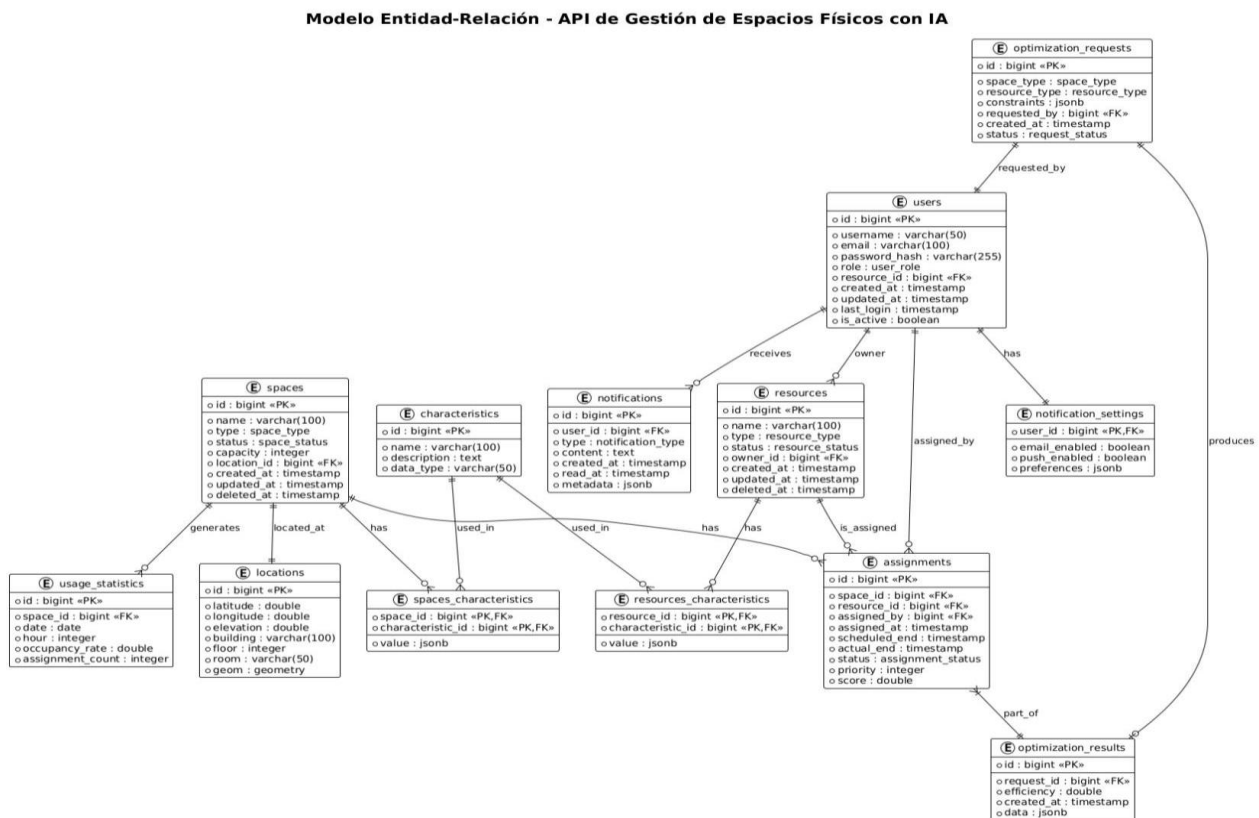 Modelo Entidad-Relación - API de Gestión de Espacios Físicos con IA
E optimization_requests
id : bigint «PK»
space_type : space_type
resource_type : resource_type
constraints : jsonb
requested_by : bigint «FK»
created_at : timestamp
status : request_status
requested_by
E users
id : bigint «PK»
username : varchar(50)
email : varchar(100)
password_hash : varchar(255)
role : user_role
resource_id : bigint «FK»
created_at : timestamp
updated_at : timestamp
last_login : timestamp
is_active : boolean
receives
owner
assigned_by
has
produces
E spaces
id : bigint «PK»
name : varchar(100)
type : space_type
status : space_status
capacity : integer
location_id : bigint «FK»
created_at : timestamp
updated_at : timestamp
deleted_at : timestamp
E characteristics
id : bigint «PK»
name : varchar(100)
description : text
data_type : varchar(50)
E notifications
id : bigint «PK»
user_id : bigint «FK»
type : notification_type
content : text
created_at : timestamp
read_at : timestamp
metadata : jsonb
E resources
id : bigint «PK»
name : varchar(100)
type : resource_type
status : resource_status
owner_id : bigint «FK»
created_at : timestamp
updated_at : timestamp
deleted_at : timestamp
E notification_settings
user_id : bigint «PK,FK»
email_enabled : boolean
push_enabled : boolean
preferences : jsonb
generates
located_at
has
used_in
used_in
has
has
is_assigned
E usage_statistics
id : bigint «PK»
space_id : bigint «FK»
date : date
hour : integer
occupancy_rate : double
assignment_count : integer
E locations
id : bigint «PK»
latitude : double
longitude : double
elevation : double
building : varchar(100)
floor : integer
room : varchar(50)
geom : geometry
E spaces_characteristics
space_id : bigint «PK,FK»
characteristic_id : bigint «PK,FK»
value : jsonb
E resources_characteristics
resource_id : bigint «PK,FK»
characteristic_id : bigint «PK,FK»
value : jsonb
E assignments
id : bigint «PK»
space_id : bigint «FK»
resource_id : bigint «FK»
assigned_by : bigint «FK»
assigned_at : timestamp
scheduled_end : timestamp
actual_end : timestamp
status : assignment_status
priority : integer
score : double
part_of
E optimization_results
id : bigint «PK»
request_id : bigint «FK»
efficiency : double
created_at : timestamp
data : jsonb